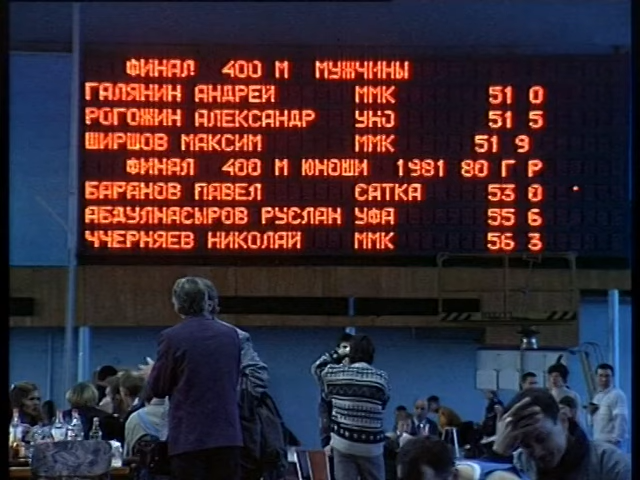 ФИНАЛ 400 М МУЖЧИНЫ
ГАЛЯНИН АНДРЕЙ ММК 51 0
РОГОЖИН АЛЕКСАНДР УНО 51 5
ШИРШОВ МАКСИМ ММК 51 9
ФИНАЛ 400 М ЮНОШИ 1981 80 Г Р
БАРАНОВ ПАВЕЛ САТКА 53 0
АБДУЛНАСЫРОВ РУСЛАН УФА 55 6
ЧЧЕРНЯЕВ НИКОЛАЙ ММК 56 3